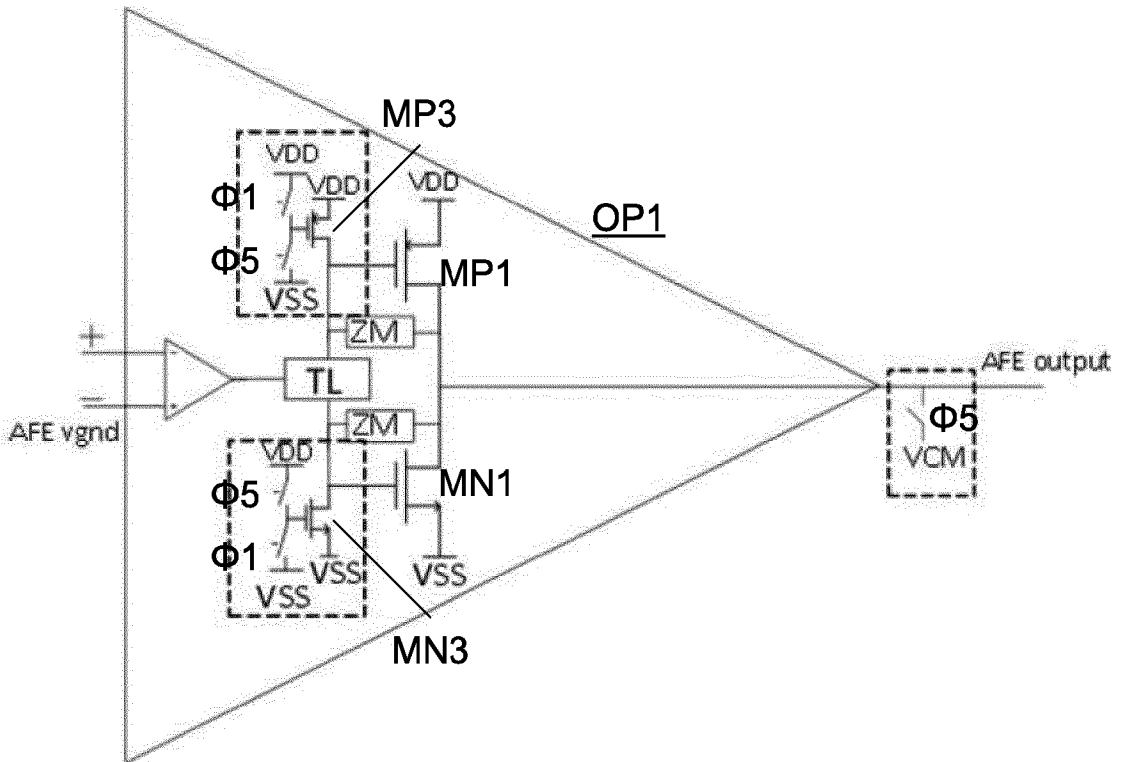 MP3
VDD
Φ1
VDD
VDD
OP1
Φ5
MP1
VSS
ZM
+
AFE output
TL
−
AFE vgnd
ZM
Φ5
VCM
VDD
Φ5
MN1
Φ1
VSS
VSS
VSS
MN3